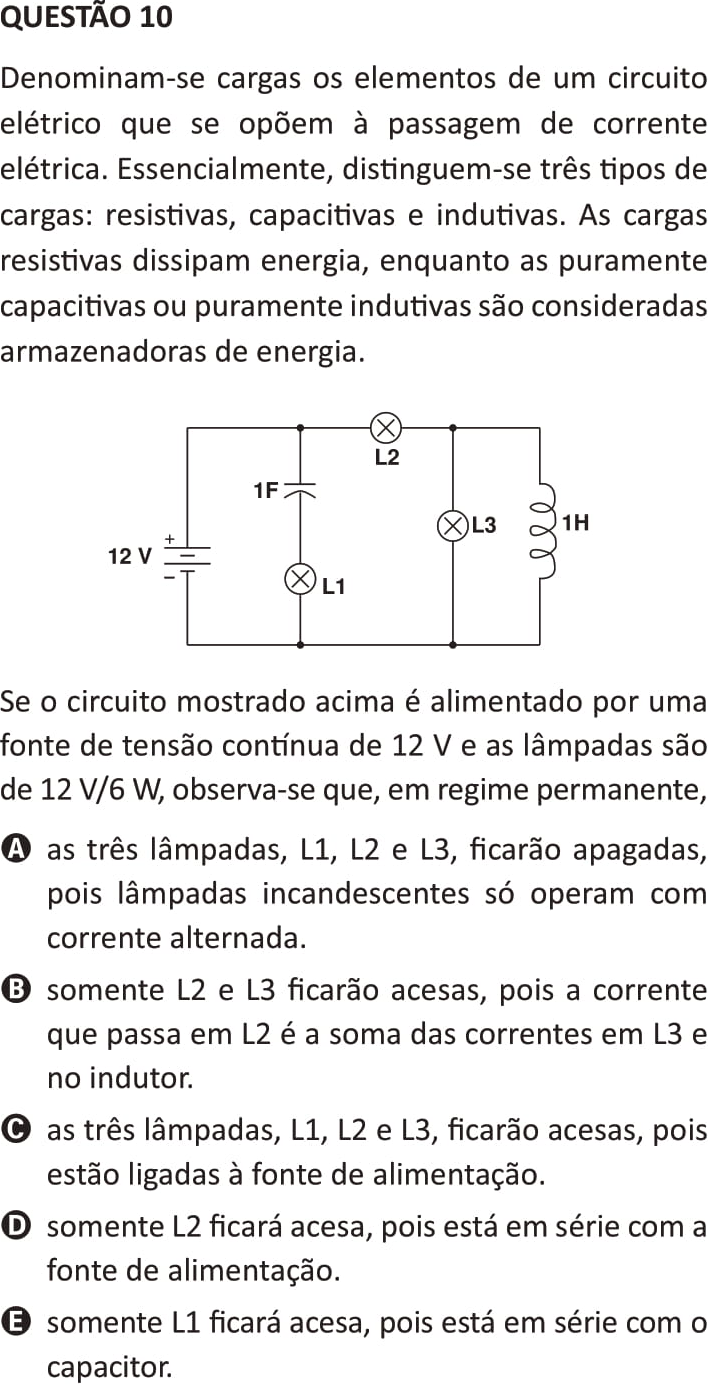 QUESTÃO 10
Denominam-se cargas os elementos de um circuito
elétrico que se opõem à passagem de corrente
elétrica. Essencialmente, distinguem-se três tipos de
cargas: resistivas, capacitivas e indutivas. As cargas
resistivas dissipam energia, enquanto as puramente
capacitivas ou puramente indutivas são consideradas
armazenadoras de energia.
L2
1F
L3
1H
12 V
+
-
L1
Se o circuito mostrado acima é alimentado por uma
fonte de tensão contínua de 12 V e as lâmpadas são
de 12 V/6 W, observa-se que, em regime permanente,
A as três lâmpadas, L1, L2 e L3, ficarão apagadas,
pois lâmpadas incandescentes só operam com
corrente alternada.
B somente L2 e L3 ficarão acesas, pois a corrente
que passa em L2 é a soma das correntes em L3 e
no indutor.
C as três lâmpadas, L1, L2 e L3, ficarão acesas, pois
estão ligadas à fonte de alimentação.
D somente L2 ficará acesa, pois está em série com a
fonte de alimentação.
E somente L1 ficará acesa, pois está em série com o
capacitor.